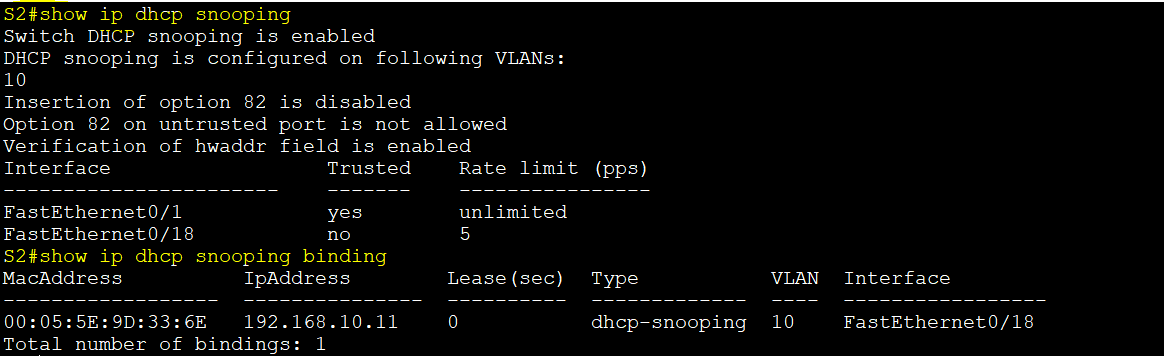 S2#show ip dhcp snooping
Switch DHCP snooping is enabled
DHCP snooping is configured on following VLANs:
10
Insertion of option 82 is disabled
Option 82 on untrusted port is not allowed
Verification of hwaddr field is enabled
Interface                  Trusted    Rate limit (pps)
-----------------------    -------    ----------------
FastEthernet0/1            yes        unlimited
FastEthernet0/18           no         5
S2#show ip dhcp snooping binding
MacAddress          IpAddress        Lease(sec)  Type           VLAN  Interface
------------------  ---------------  ----------  -------------  ----  -----------------
00:05:5E:9D:33:6E   192.168.10.11    0           dhcp-snooping  10    FastEthernet0/18
Total number of bindings: 1